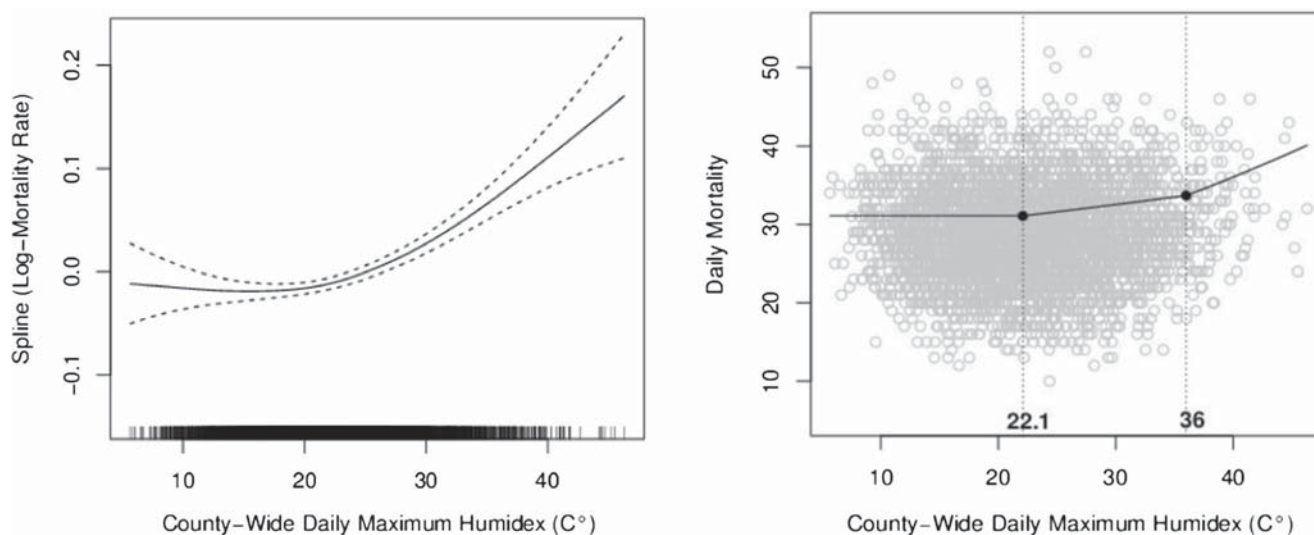 Spline (Log−Mortality Rate)
0.2
0.1
0.0
−0.1
10 20 30 40
County−Wide Daily Maximum Humidex (C°)
Daily Mortality
50
40
30
20
10
22.1 36
10 20 30 40
County−Wide Daily Maximum Humidex (C°)